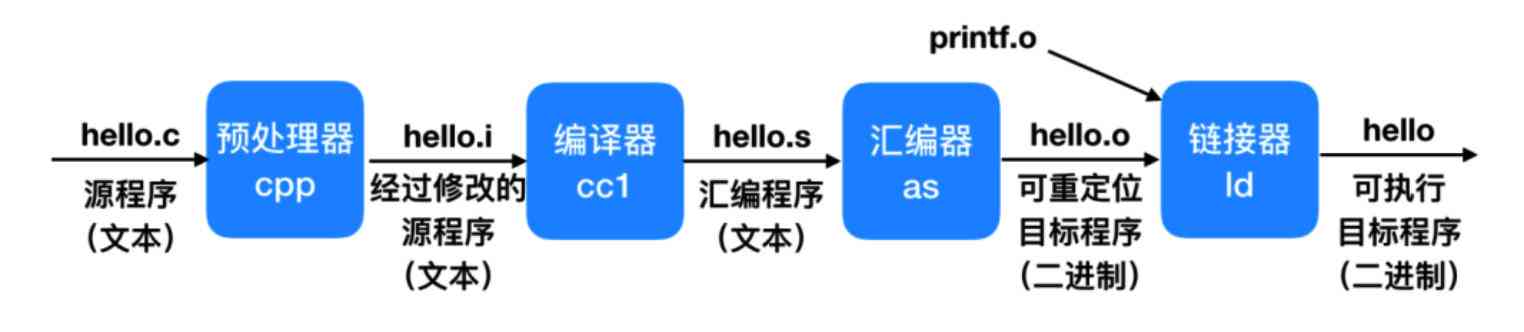 printf.o
hello.c
源程序
（文本）
预处理器
cpp
hello.i
经过修改的
源程序
（文本）
编译器
cc1
hello.s
汇编程序
（文本）
汇编器
as
hello.o
可重定位
目标程序
（二进制）
链接器
ld
hello
可执行
目标程序
（二进制）